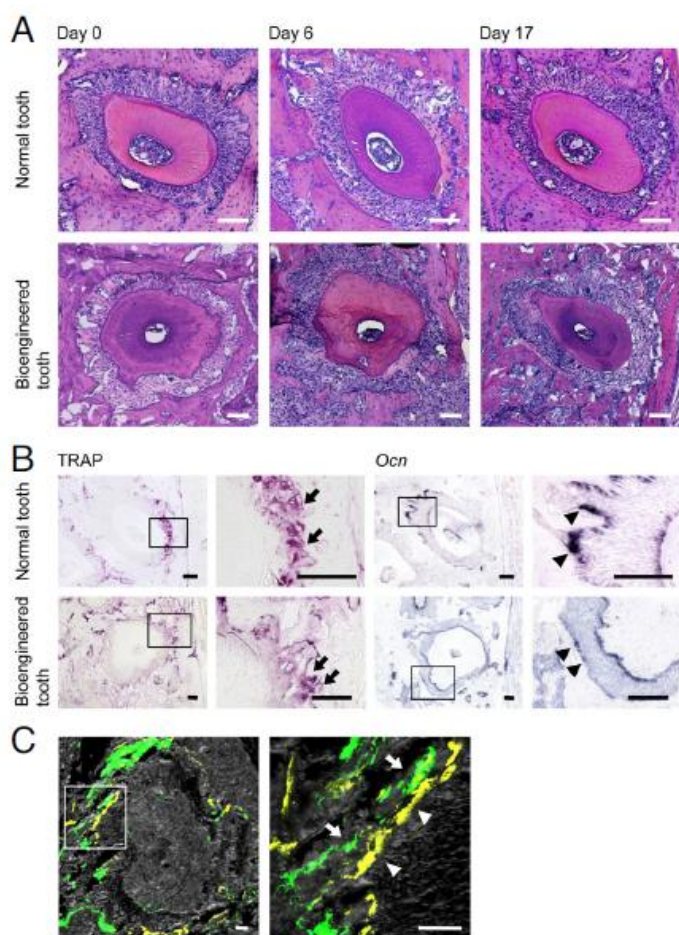 A
Day 0
Day 6
Day 17
Normal tooth
Bioengineered
tooth
B
TRAP
Ocn
Normal tooth
Bioengineered
tooth
C